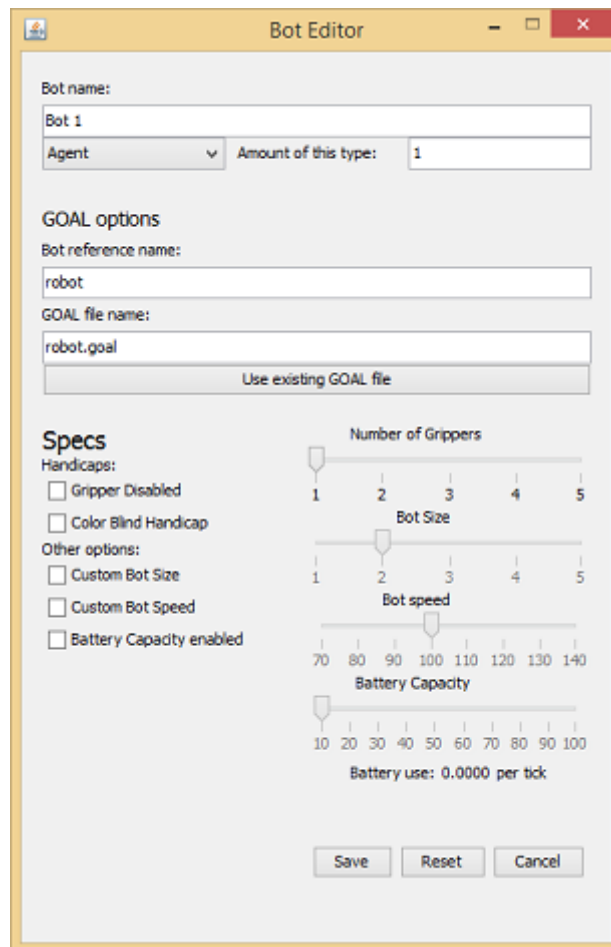 Bot Editor
Bot name:
Bot 1
Agent Amount of this type: 1
GOAL options
Bot reference name:
robot
GOAL file name:
robot.goal
Use existing GOAL file
Specs
Handicaps:
Gripper Disabled
Color Blind Handicap
Other options:
Custom Bot Size
Custom Bot Speed
Battery Capacity enabled
Number of Grippers
1 2 3 4 5
Bot Size
1 2 3 4 5
Bot speed
70 80 90 100 110 120 130 140
Battery Capacity
10 20 30 40 50 60 70 80 90 100
Battery use: 0.0000 per tick
Save Reset Cancel